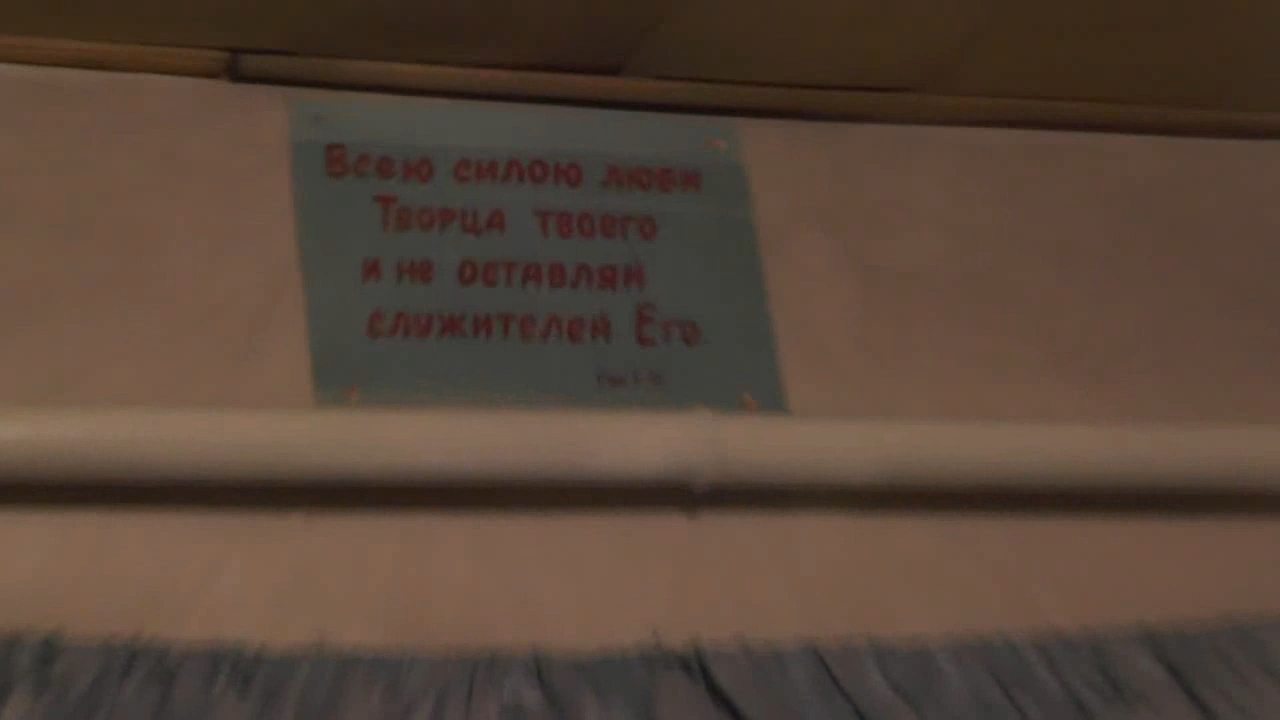 Всею силою люби
Творца твоего
и не оставляй
служителей Его.